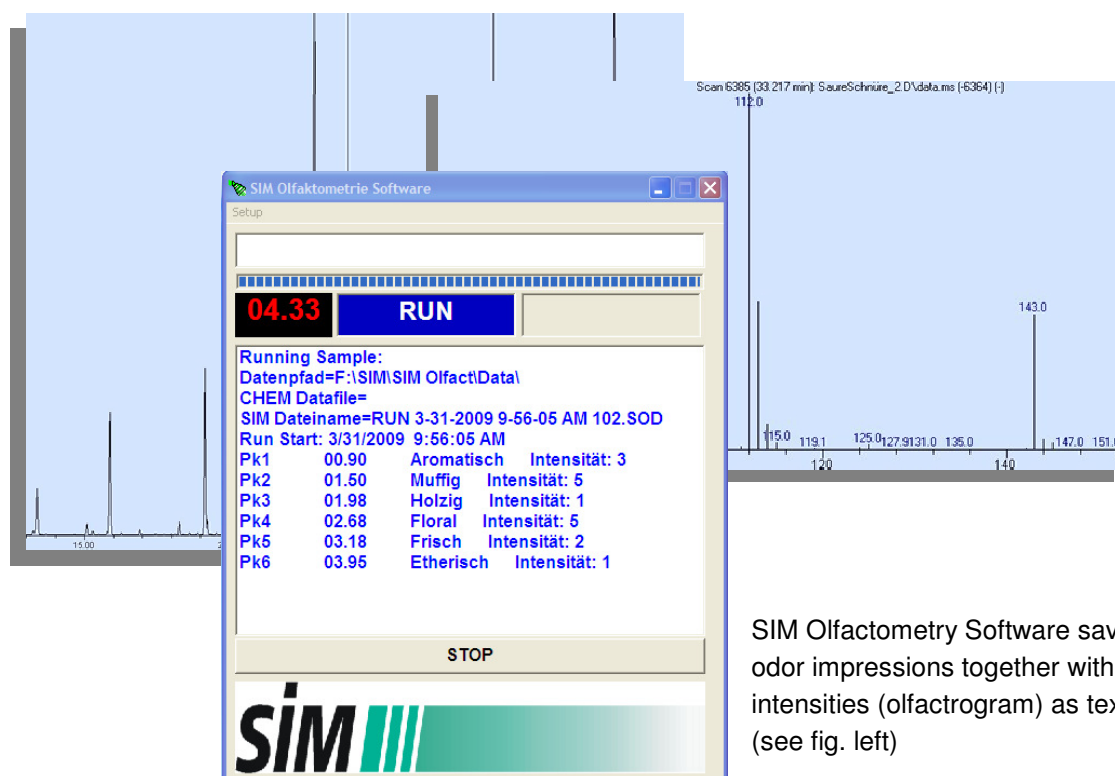 Scan 6385 (33.217 min): SaureSchnüre_2.D\data.ms (-6364) (-)
112.0
143.0
115.0 119.1 125.0 127.9 131.0 135.0 147.0 151.
120 140
15.00
SIM Olfaktometrie Software
Setup
04.33 RUN
Running Sample:
Datenpfad=F:\SIM\SIM Olfact\Data\
CHEM Datafile=
SIM Dateiname=RUN 3-31-2009 9-56-05 AM 102.SOD
Run Start: 3/31/2009 9:56:05 AM
Pk1 00.90 Aromatisch Intensität: 3
Pk2 01.50 Muffig Intensität: 5
Pk3 01.98 Holzig Intensität: 1
Pk4 02.68 Floral Intensität: 5
Pk5 03.18 Frisch Intensität: 2
Pk6 03.95 Etherisch Intensität: 1
STOP
SIM
SIM Olfactometry Software sav
odor impressions together with
intensities (olfactrogram) as tex
(see fig. left)